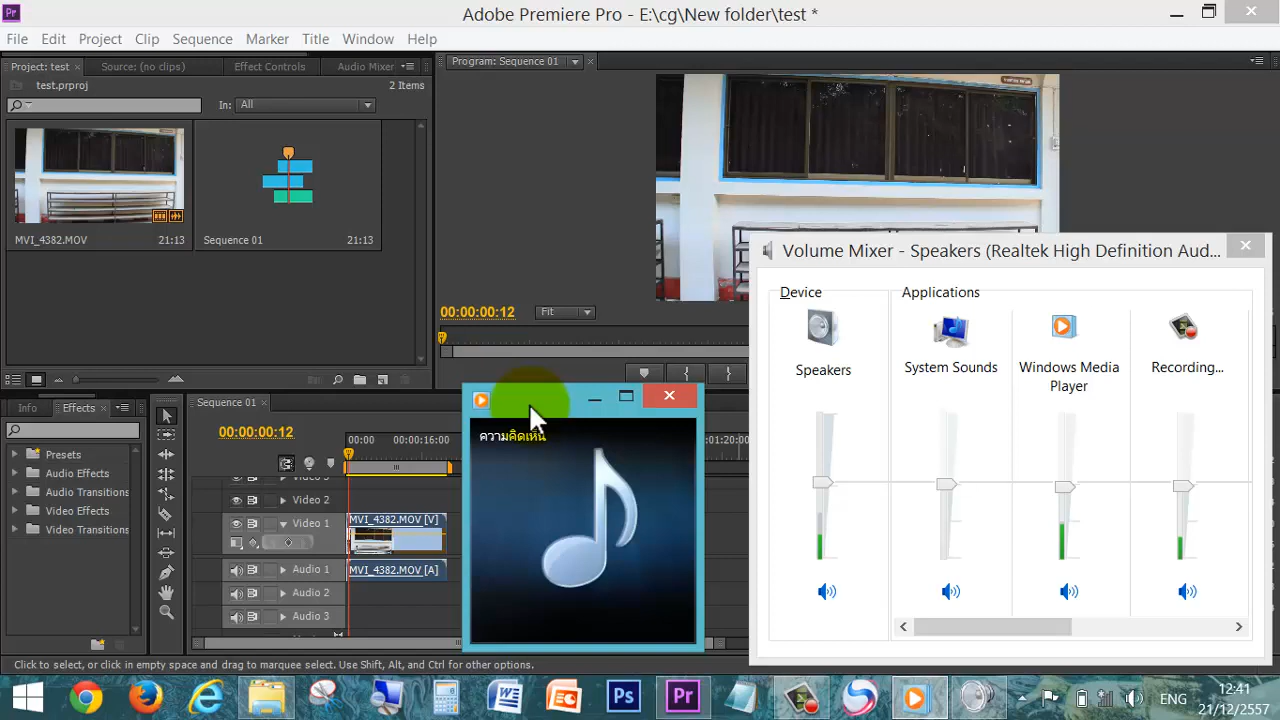 Pr
Adobe Premiere Pro - E:\cg\New folder\test *
File Edit Project Clip Sequence Marker Title Window Help
Project: test Source: (no clips) Effect Controls Audio Mixer
Program: Sequence 01
test.prproj 2 Items
In: All
MVI_4382.MOV 21:13
Sequence 01 21:13
00:00:00:12 Fit
Volume Mixer - Speakers (Realtek High Definition Aud...
Device
Applications
Speakers
System Sounds
Windows Media Player
Recording...
Info Effects
Presets
Audio Effects
Audio Transitions
Video Effects
Video Transitions
Sequence 01
00:00:00:12
00:00 00:00:16:00
:01:20:00
Video 2
Video 1
MVI_4382.MOV [V]
Audio 1
MVI_4382.MOV [A]
Audio 2
Audio 3
ความคิดเห็น
Click to select, or click in empty space and drag to marquee select. Use Shift, Alt, and Ctrl for other options.
W P Ps Pr
ENG
12:41
21/12/2557